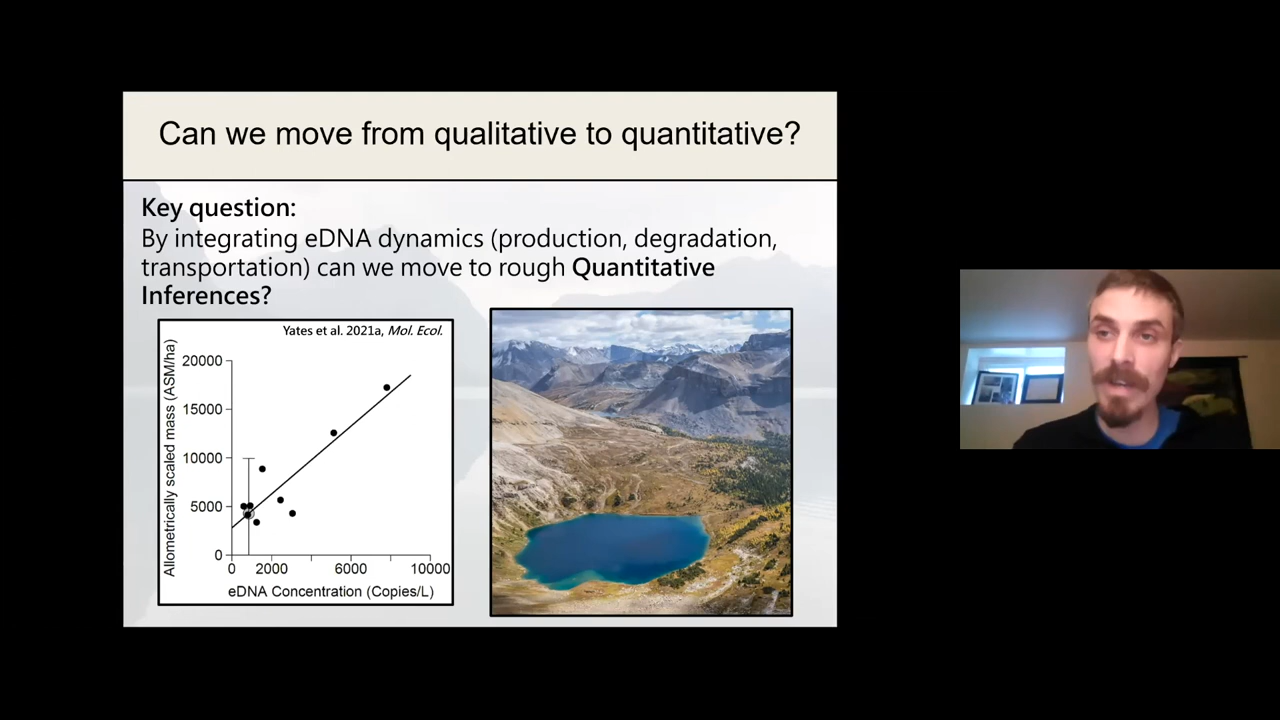 Can we move from qualitative to quantitative?
Key question:
By integrating eDNA dynamics (production, degradation,
transportation) can we move to rough Quantitative
Inferences?
Yates et al. 2021a, Mol. Ecol.
Allometrically scaled mass (ASM/ha)
20000
15000
10000
5000
0
0 2000 6000 10000
eDNA Concentration (Copies/L)